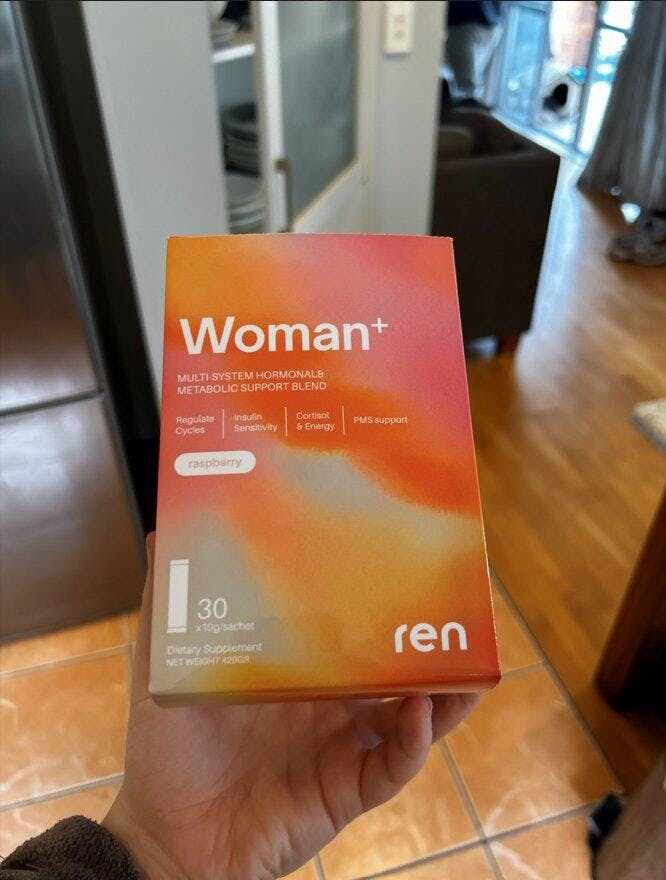 Woman+
MULTI-SYSTEM HORMONAL&
METABOLIC SUPPORT BLEND
Regulate
Cycles
Insulin
Sensitivity
Cortisol
& Energy
PMS support
raspberry
30
x10g/sachet
Dietary Supplement
NET WEIGHT 420GR
ren